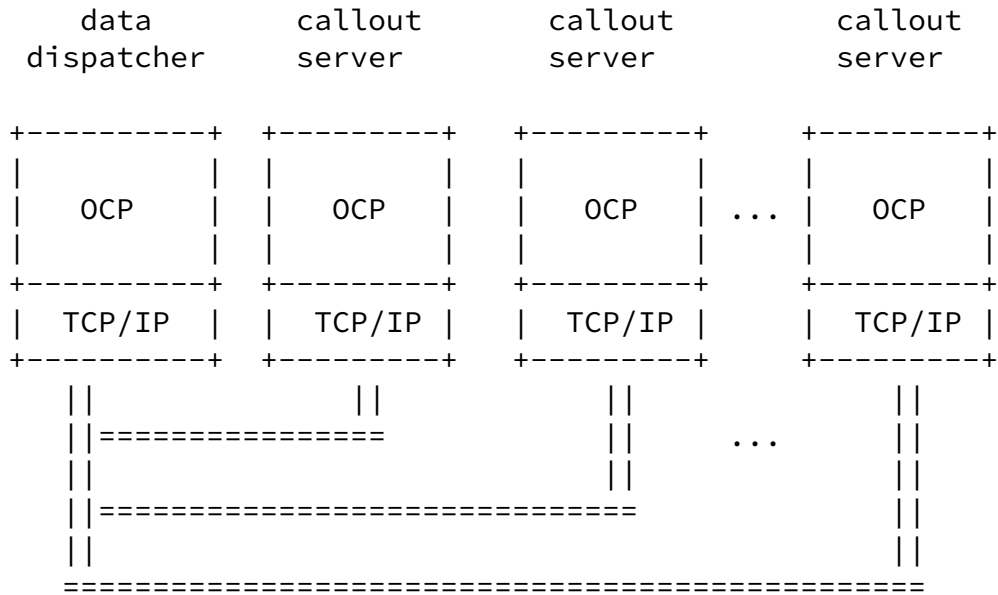 data callout callout callout
dispatcher server server server
OCP OCP OCP ... OCP
TCP/IP TCP/IP TCP/IP TCP/IP
...